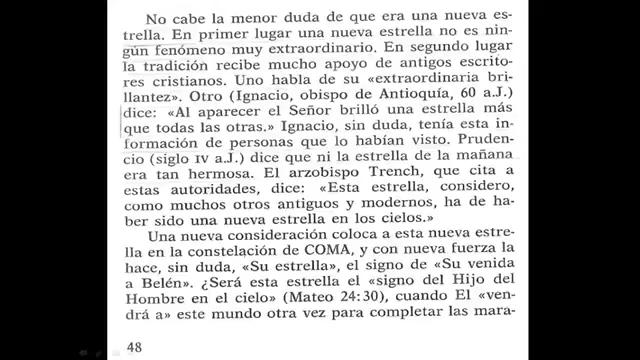 No cabe la menor duda de que era una nueva es-
trella. En primer lugar una nueva estrella no es nin-
gún fenómeno muy extraordinario. En segundo lugar
la tradición recibe mucho apoyo de antigos escrito-
res cristianos. Uno habla de su «extraordinaria bri-
llantez». Otro (Ignacio, obispo de Antioquía, 60 a.J.)
dice: «Al aparecer el Señor brilló una estrella más
que todas las otras.» Ignacio, sin duda, tenía esta in-
formación de personas que lo habían visto. Pruden-
cio (siglo IV a.J.) dice que ni la estrella de la mañana
era tan hermosa. El arzobispo Trench, que cita a
estas autoridades, dice: «Esta estrella, considero,
como muchos otros antiguos y modernos, ha de ha-
ber sido una nueva estrella en los cielos.»
Una nueva consideración coloca a esta nueva estre-
lla en la constelación de COMA, y con nueva fuerza la
hace, sin duda, «Su estrella», el signo de «Su venida
a Belén». ¿Será esta estrella el «signo del Hijo del
Hombre en el cielo» (Mateo 24:30), cuando El «ven-
drá a» este mundo otra vez para completar las mara-
48